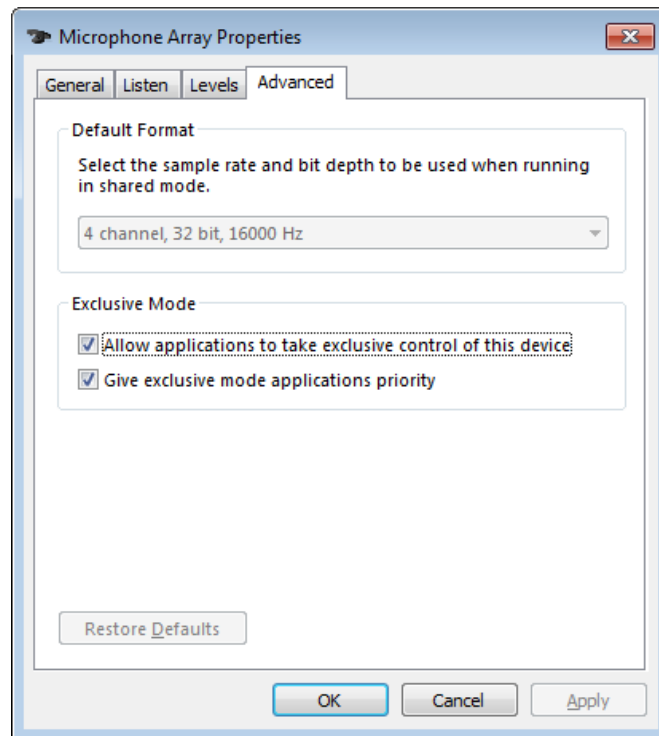 Microphone Array Properties
General
Listen
Levels
Advanced
Default Format
Select the sample rate and bit depth to be used when running
in shared mode.
4 channel, 32 bit, 16000 Hz
Exclusive Mode
Allow applications to take exclusive control of this device
Give exclusive mode applications priority
Restore Defaults
OK
Cancel
Apply